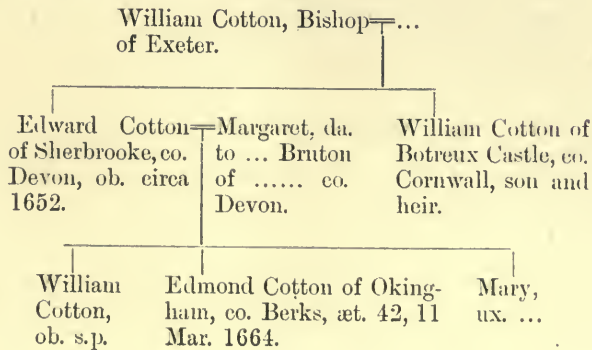 William Cotton, Bishop=...
of Exeter.
Edward Cotton=Margaret, da.
of Sherbrooke, co. to ... Bruton
Devon, ob. circa of ...... co.
1652. Devon.
William Cotton of
Botreux Castle, co.
Cornwall, son and
heir.
William
Cotton,
ob. s.p.
Edmond Cotton of Oking-
ham, co. Berks, æt. 42, 11
Mar. 1664.
Mary,
ux. ...